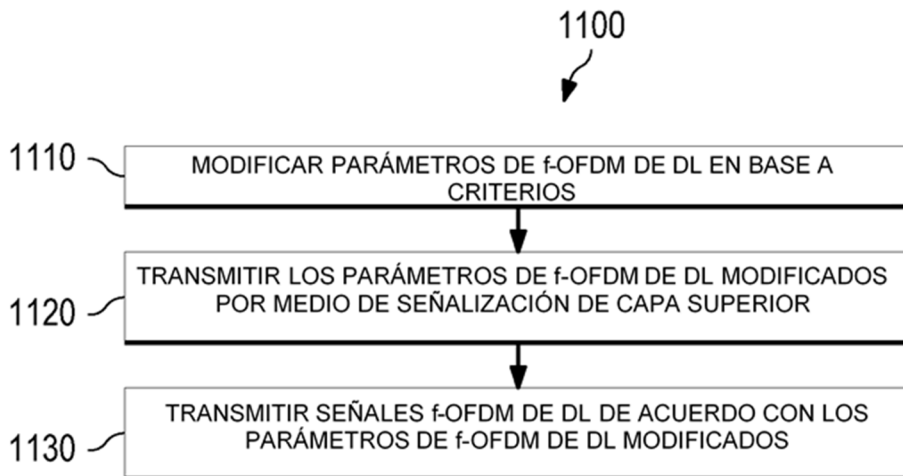 1100
1110
MODIFICAR PARÁMETROS DE f-OFDM DE DL EN BASE A
CRITERIOS
1120
TRANSMITIR LOS PARÁMETROS DE f-OFDM DE DL MODIFICADOS
POR MEDIO DE SEÑALIZACIÓN DE CAPA SUPERIOR
1130
TRANSMITIR SEÑALES f-OFDM DE DL DE ACUERDO CON LOS
PARÁMETROS DE f-OFDM DE DL MODIFICADOS